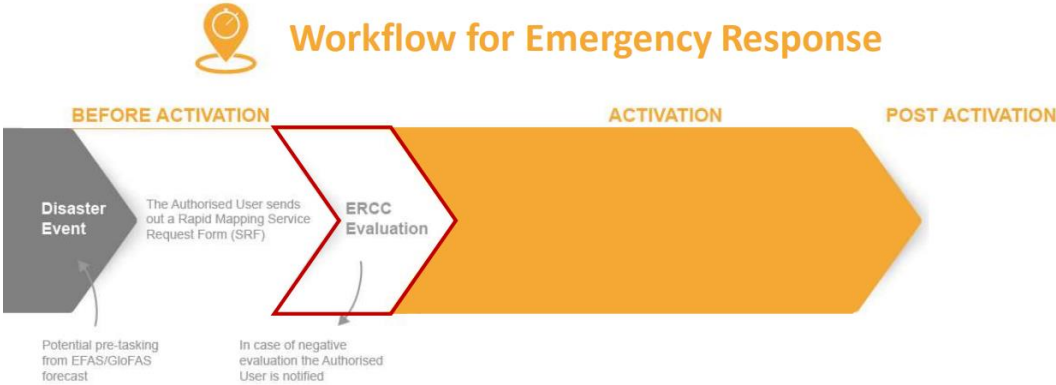 Workflow for Emergency Response
BEFORE ACTIVATION
ACTIVATION
POST ACTIVATION
Disaster
Event
The Authorised User sends
out a Rapid Mapping Service
Request Form (SRF)
ERCC
Evaluation
Potential pre-tasking
from EFAS/GloFAS
forecast
In case of negative
evaluation the Authorised
User is notified